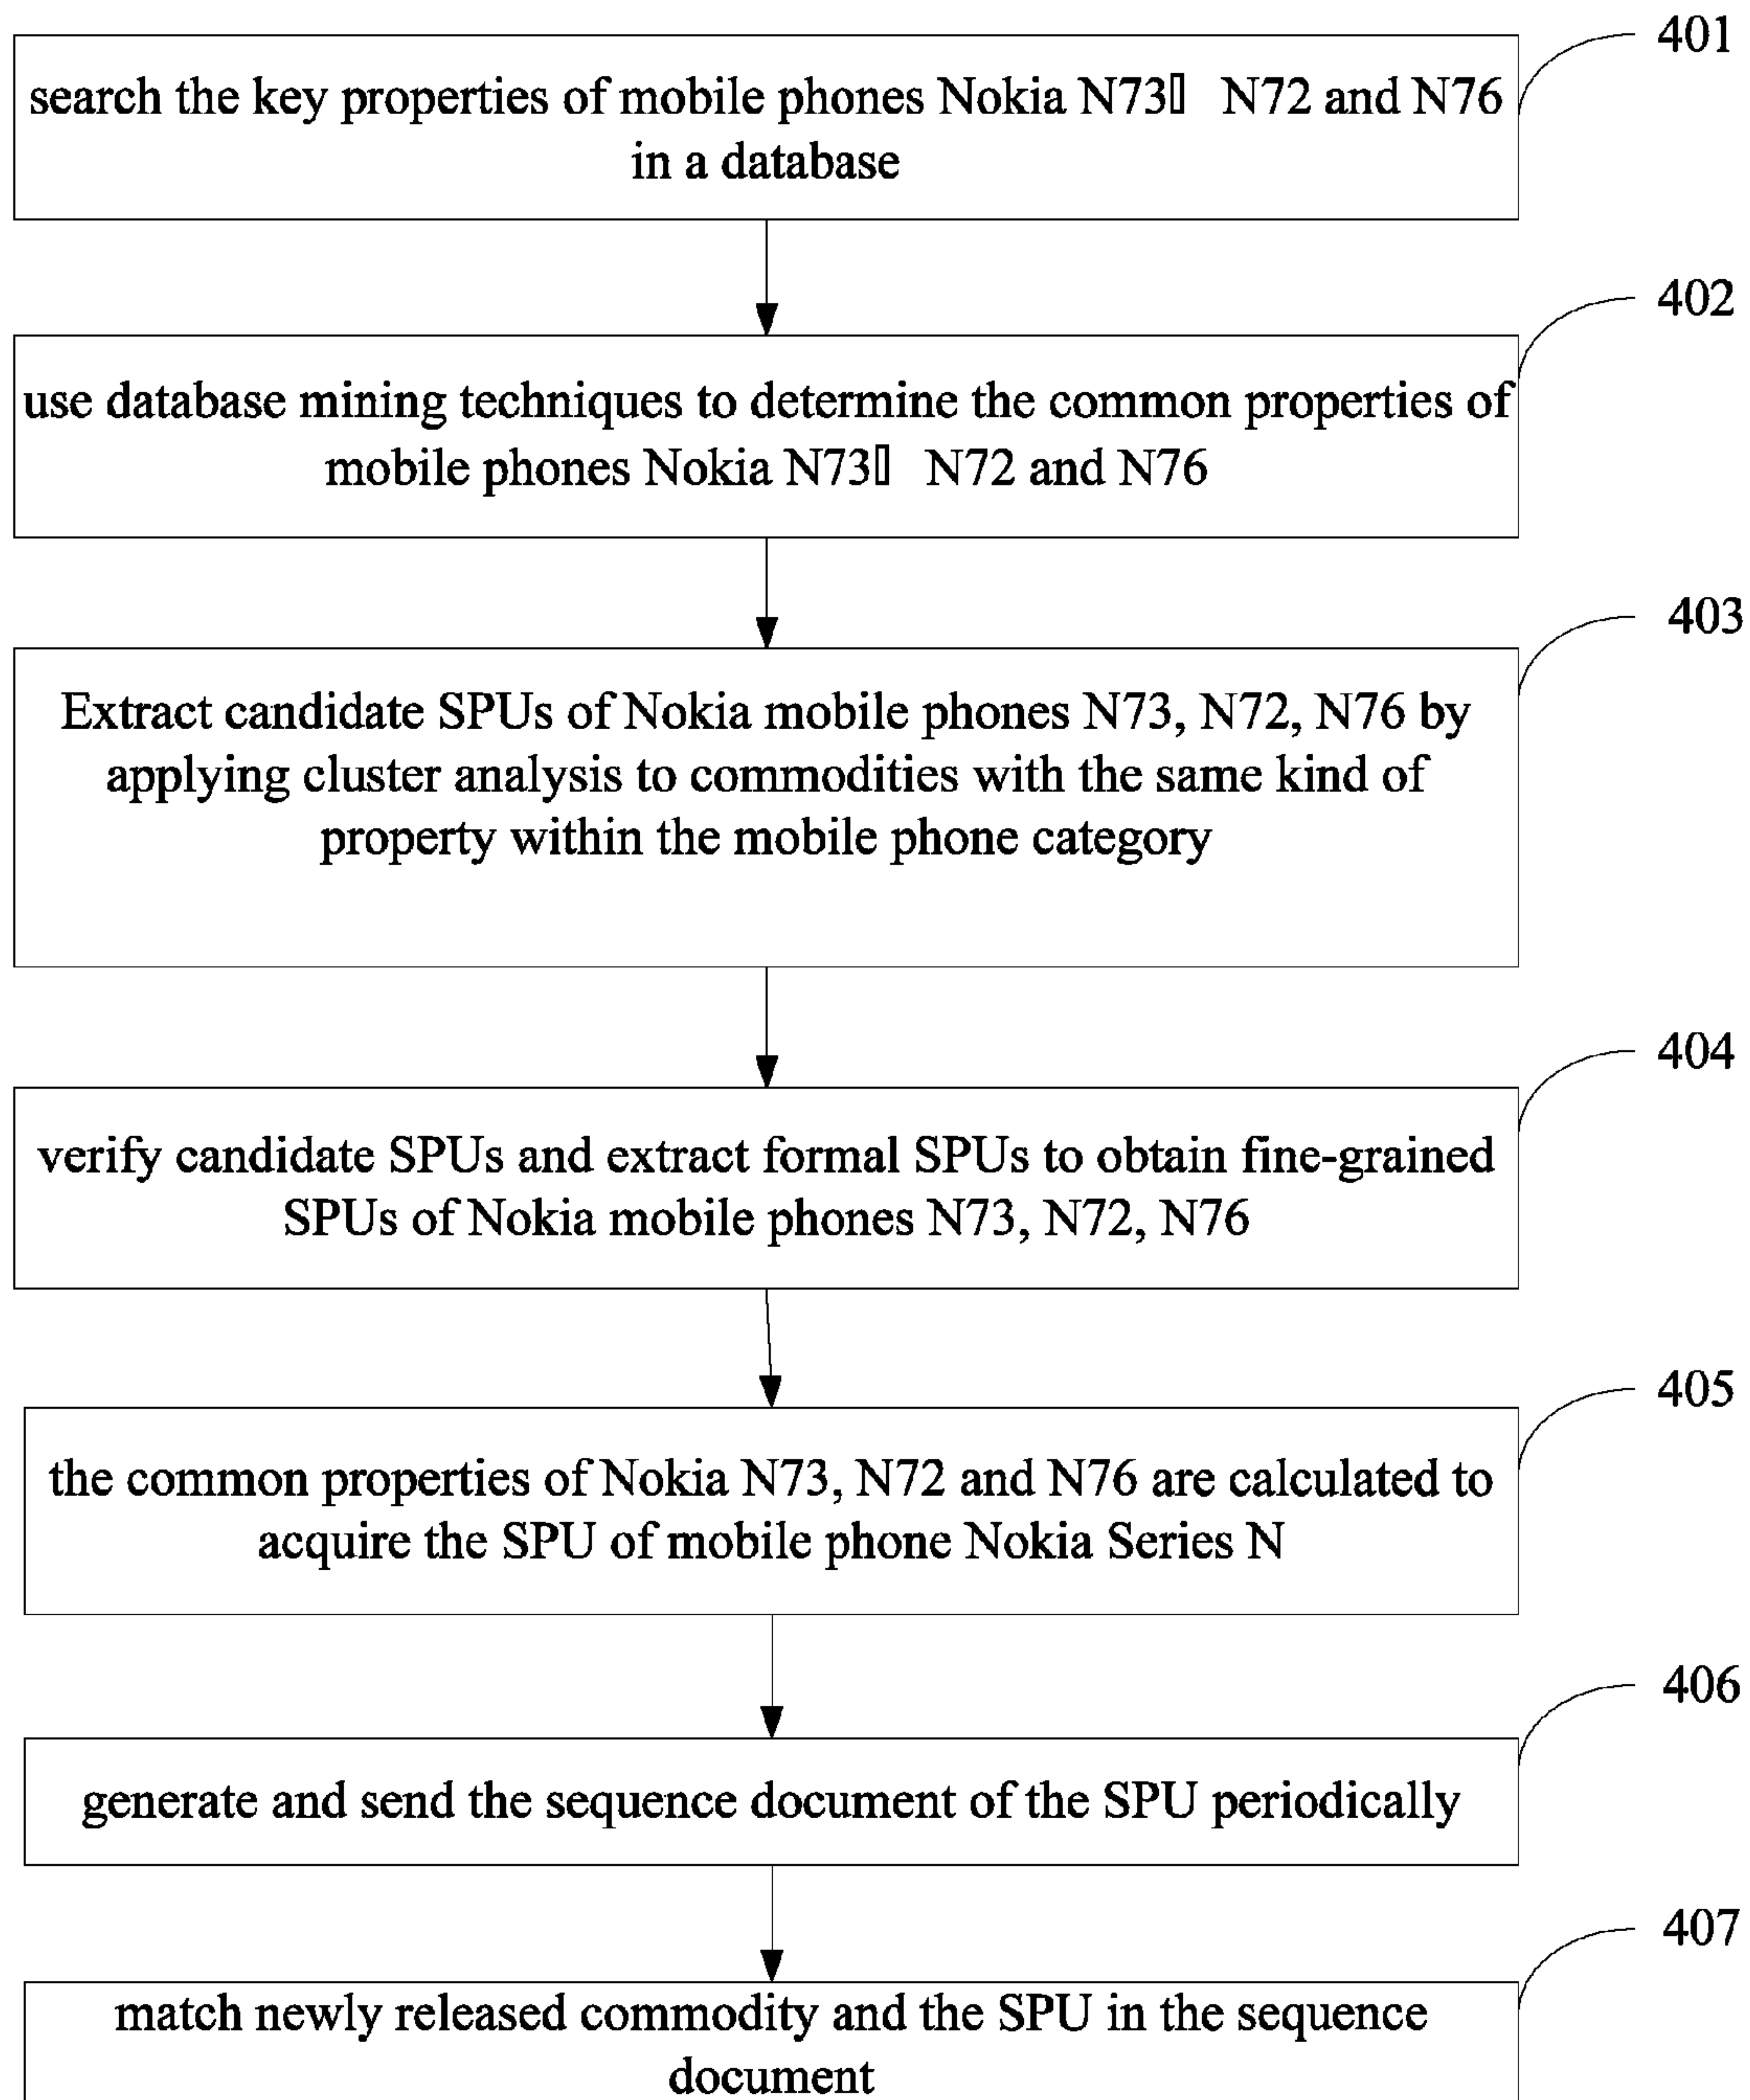 401
search the key properties of mobile phones Nokia N73▯ N72 and N76
in a database
402
use database mining techniques to determine the common properties of
mobile phones Nokia N73▯ N72 and N76
403
Extract candidate SPUs of Nokia mobile phones N73, N72, N76 by
applying cluster analysis to commodities with the same kind of
property within the mobile phone category
404
verify candidate SPUs and extract formal SPUs to obtain fine-grained
SPUs of Nokia mobile phones N73, N72, N76
405
the common properties of Nokia N73, N72 and N76 are calculated to
acquire the SPU of mobile phone Nokia Series N
406
generate and send the sequence document of the SPU periodically
407
match newly released commodity and the SPU in the sequence
document